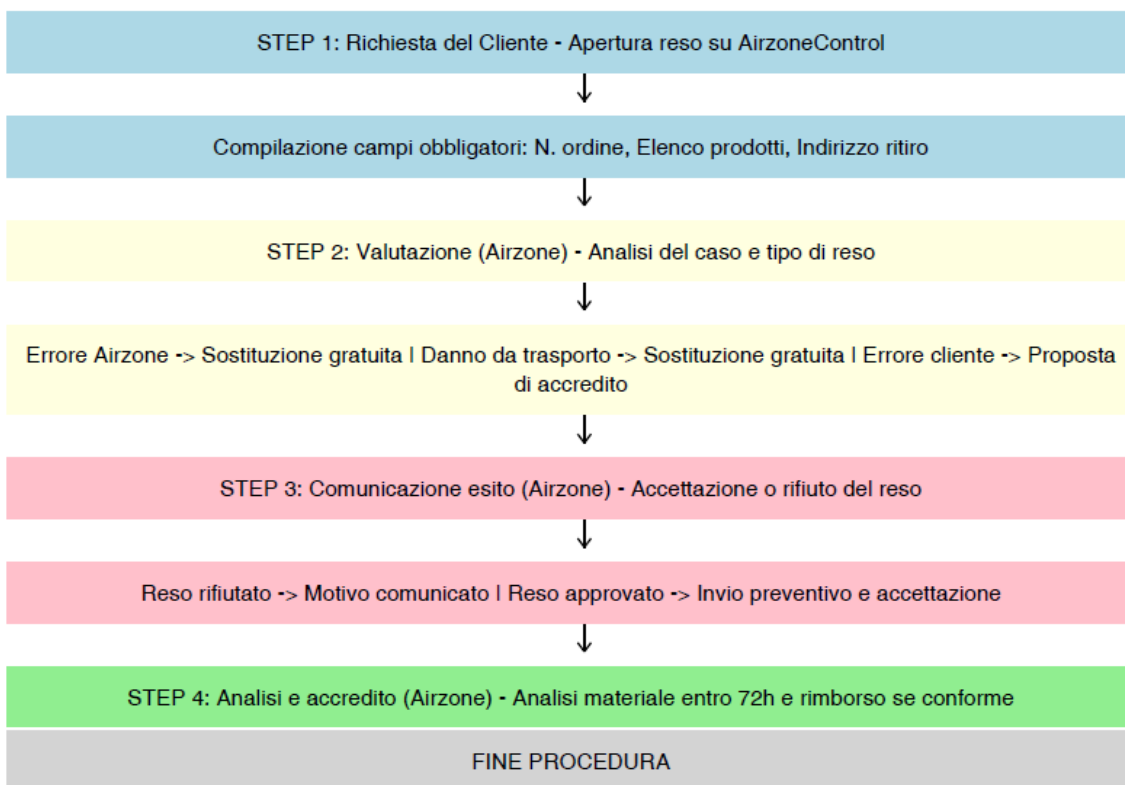 STEP 1: Richiesta del Cliente - Apertura reso su AirzoneControl
Compilazione campi obbligatori: N. ordine, Elenco prodotti, Indirizzo ritiro
STEP 2: Valutazione (Airzone) - Analisi del caso e tipo di reso
Errore Airzone -> Sostituzione gratuita | Danno da trasporto -> Sostituzione gratuita | Errore cliente -> Proposta
di accredito
STEP 3: Comunicazione esito (Airzone) - Accettazione o rifiuto del reso
Reso rifiutato -> Motivo comunicato | Reso approvato -> Invio preventivo e accettazione
STEP 4: Analisi e accredito (Airzone) - Analisi materiale entro 72h e rimborso se conforme
FINE PROCEDURA